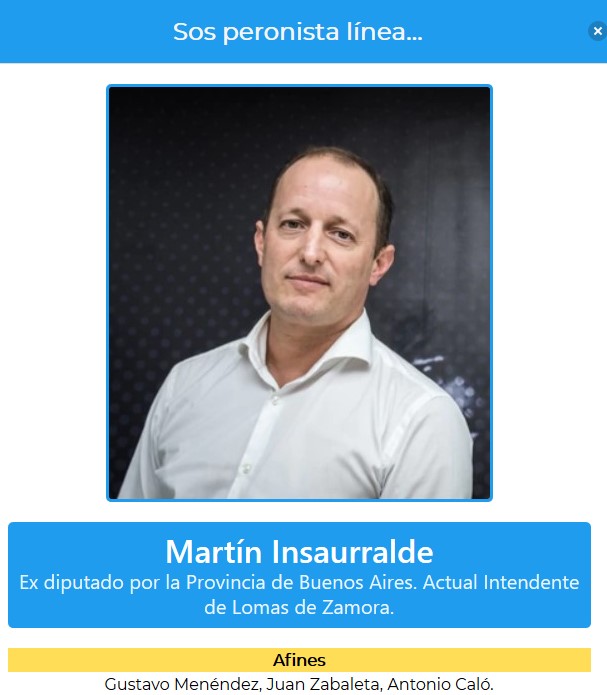 Sos peronista línea...
Martín Insaurralde
Ex diputado por la Provincia de Buenos Aires. Actual Intendente
de Lomas de Zamora.
Afines
Gustavo Menéndez, Juan Zabaleta, Antonio Caló.